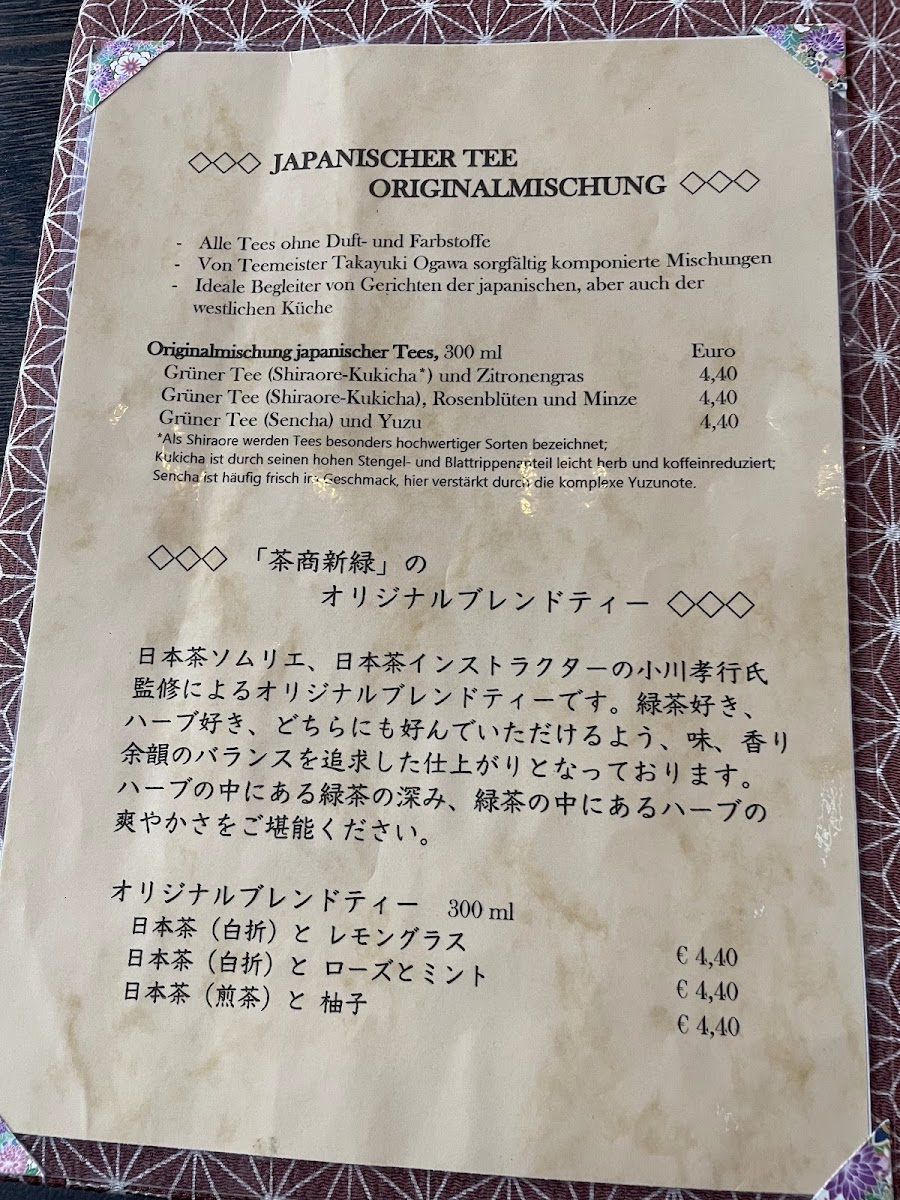 ◇◇◇ JAPANISCHER TEE
ORIGINALMISCHUNG ◇◇◇
- Alle Tees ohne Duft- und Farbstoffe
- Von Teemeister Takayuki Ogawa sorgfältig komponierte Mischungen
- Ideale Begleiter von Gerichten der japanischen, aber auch der
westlichen Küche
Originalmischung japanischer Tees, 300 ml Euro
Grüner Tee (Shiraore-Kukicha*) und Zitronengras 4,40
Grüner Tee (Shiraore-Kukicha), Rosenblüten und Minze 4,40
Grüner Tee (Sencha) und Yuzu 4,40
*Als Shiraore werden Tees besonders hochwertiger Sorten bezeichnet;
Kukicha ist durch seinen hohen Stengel- und Blattrippenanteil leicht herb und koffeinreduziert;
Sencha ist häufig frisch im Geschmack, hier verstärkt durch die komplexe Yuzunote.
◇◇◇ 「茶商新緑」の
オリジナルブレンドティー ◇◇◇
日本茶ソムリエ、日本茶インストラクターの小川孝行氏
監修によるオリジナルブレンドティーです。緑茶好き、
ハーブ好き、どちらにも好んでいただけるよう、味、香り
余韻のバランスを追求した仕上がりとなっております。
ハーブの中にある緑茶の深み、緑茶の中にあるハーブの
爽やかさをご堪能ください。
オリジナルブレンドティー 300 ml
日本茶（白折）と レモングラス € 4,40
日本茶（白折）と ローズとミント € 4,40
日本茶（煎茶）と 柚子 € 4,40